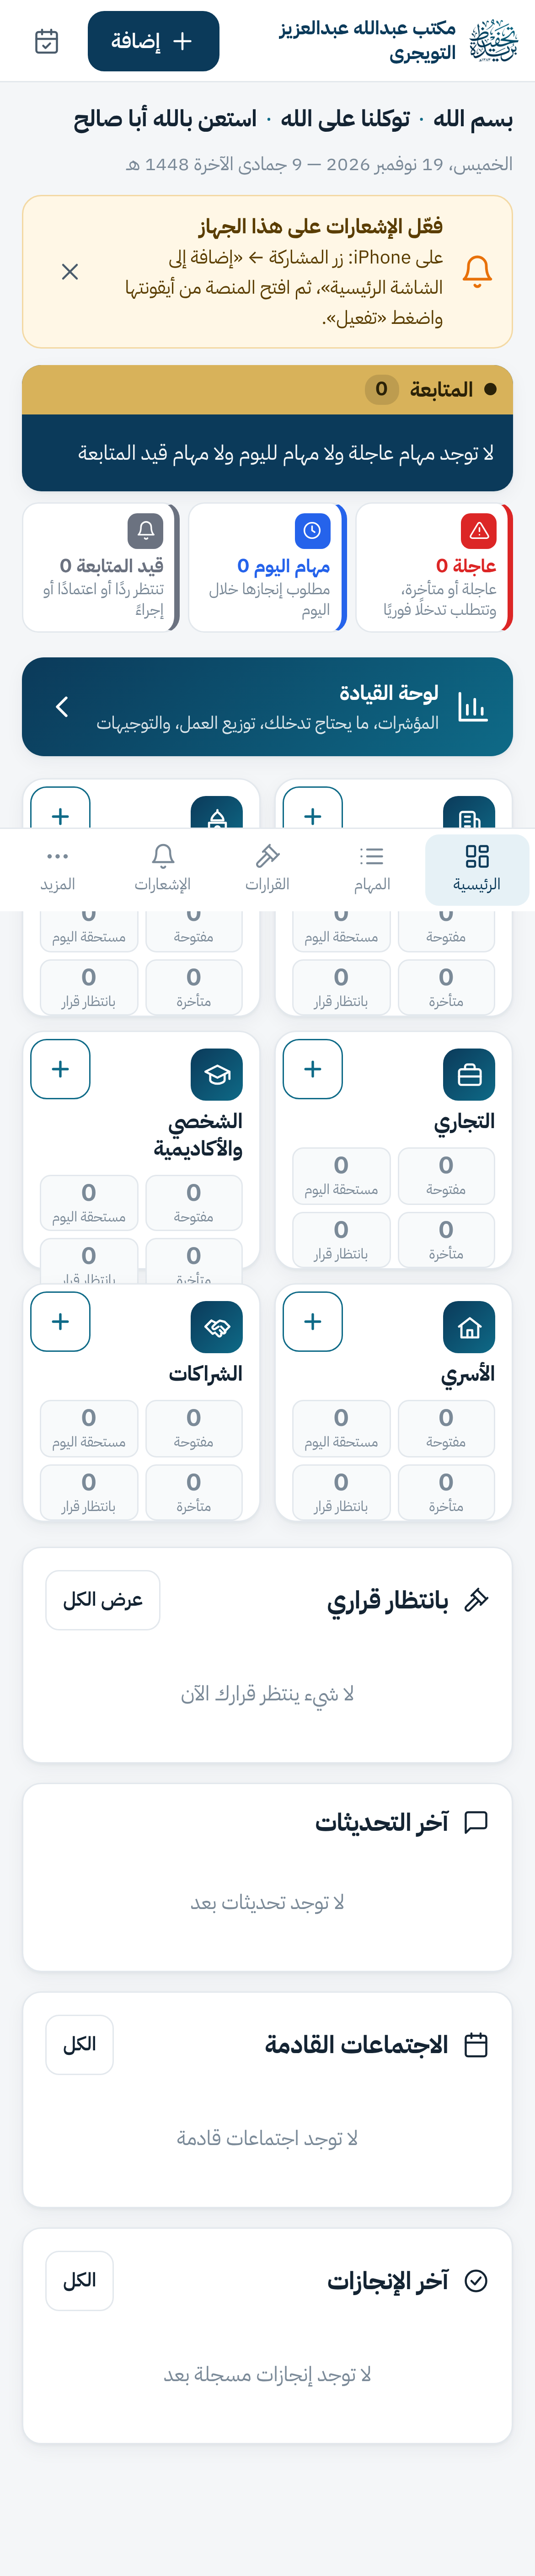 مكتب عبدالله عبدالعزيز
التويجري
إضافة
بسم الله · توكلنا على الله · استعن بالله أبا صالح
الخميس، 19 نوفمبر 2026 — 9 جمادى الآخرة 1448 هـ
فعّل الإشعارات على هذا الجهاز
على iPhone: زر المشاركة ← «إضافة إلى
الشاشة الرئيسية»، ثم افتح المنصة من أيقونتها
واضغط «تفعيل».
المتابعة 0
لا توجد مهام عاجلة ولا مهام لليوم ولا مهام قيد المتابعة
عاجلة 0
عاجلة أو متأخرة،
وتتطلب تدخلًا فوريًا
مهام اليوم 0
مطلوب إنجازها خلال
اليوم
قيد المتابعة 0
تنتظر ردًا أو اعتمادًا أو
إجراءً
لوحة القيادة
المؤشرات، ما يحتاج تدخلك، توزيع العمل، والتوجيهات
الرئيسية
المهام
القرارات
الإشعارات
المزيد
0 مفتوحة
0 مستحقة اليوم
0 متأخرة
0 بانتظار قرار
0 مفتوحة
0 مستحقة اليوم
0 متأخرة
0 بانتظار قرار
التجاري
0 مفتوحة
0 مستحقة اليوم
0 متأخرة
0 بانتظار قرار
الشخصي
والأكاديمية
0 مفتوحة
0 مستحقة اليوم
0 متأخرة
0 بانتظار قرار
الأسري
0 مفتوحة
0 مستحقة اليوم
0 متأخرة
0 بانتظار قرار
الشراكات
0 مفتوحة
0 مستحقة اليوم
0 متأخرة
0 بانتظار قرار
بانتظار قراري
عرض الكل
لا شيء ينتظر قرارك الآن
آخر التحديثات
لا توجد تحديثات بعد
الاجتماعات القادمة
الكل
لا توجد اجتماعات قادمة
آخر الإنجازات
الكل
لا توجد إنجازات مسجلة بعد